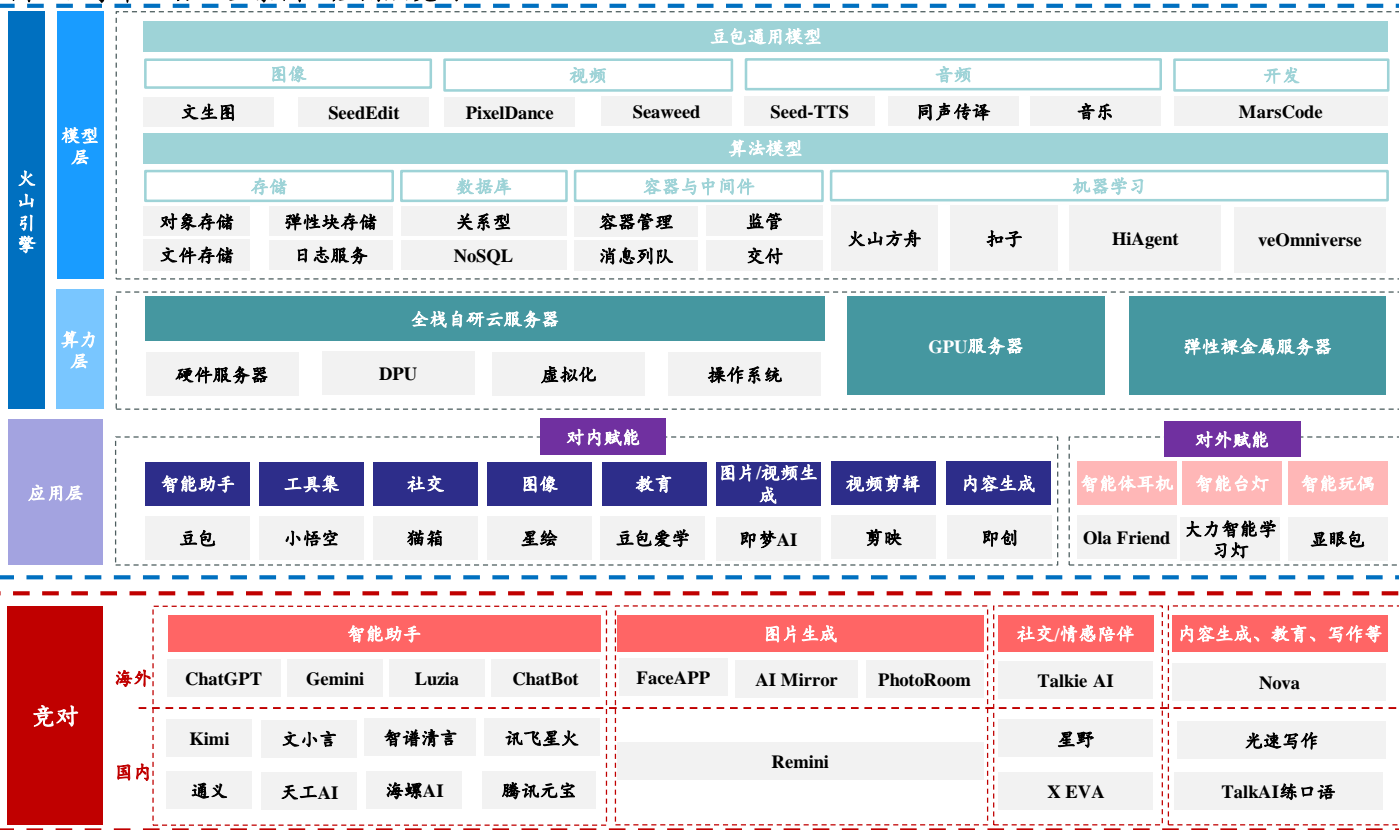 豆包通用模型
图像 视频 音频 开发
文生图 SeedEdit PixelDance Seaweed Seed-TTS 同声传译 音乐 MarsCode
模型
层
算法模型
火
山
引
擎
存储 数据库 容器与中间件 机器学习
对象存储 弹性块存储 关系型 容器管理 监管
火山方舟 扣子 HiAgent veOmniverse
文件存储 日志服务 NoSQL 消息列队 交付
算力
层
全栈自研云服务器
GPU服务器 弹性裸金属服务器
硬件服务器 DPU 虚拟化 操作系统
应用层
对内赋能 对外赋能
智能助手 工具集 社交 图像 教育 图片/视频生
成 视频剪辑 内容生成 智能体耳机 智能台灯 智能玩偶
豆包 小悟空 猫箱 星绘 豆包爱学 即梦AI 剪映 即创 Ola Friend 大力智能学
习灯 显眼包
竞对
智能助手 图片生成 社交/情感陪伴 内容生成、教育、写作等
海外 ChatGPT Gemini Luzia ChatBot FaceAPP AI Mirror PhotoRoom Talkie AI Nova
国内
Kimi 文小言 智谱清言 讯飞星火 Remini 星野 光速写作
通义 天工AI 海螺AI 腾讯元宝 X EVA TalkAI练口语